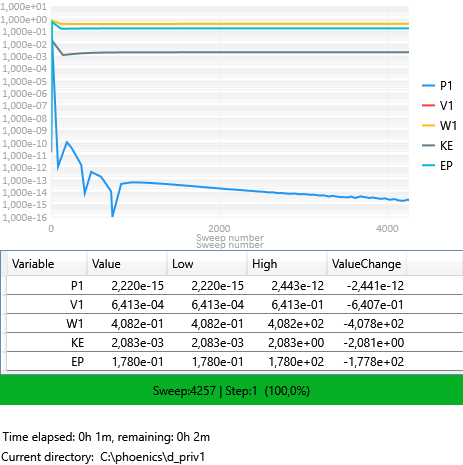 1,000e+01
1,000e+00
1,000e-01
1,000e-02
1,000e-03
1,000e-04
1,000e-05
1,000e-06
1,000e-07
1,000e-08
1,000e-09
1,000e-10
1,000e-11
1,000e-12
1,000e-13
1,000e-14
1,000e-15
1,000e-16
0 2000 4000
Sweep number
Sweep number
P1
V1
W1
KE
EP
Variable Value Low High ValueChange
P1 2,220e-15 2,220e-15 2,443e-12 -2,441e-12
V1 6,413e-04 6,413e-04 6,413e-01 -6,407e-01
W1 4,082e-01 4,082e-01 4,082e+02 -4,078e+02
KE 2,083e-03 2,083e-03 2,083e+00 -2,081e+00
EP 1,780e-01 1,780e-01 1,780e+02 -1,778e+02
Sweep:4257 | Step:1 (100,0%)
Time elapsed: 0h 1m, remaining: 0h 2m
Current directory: C:\phoenics\d_priv1